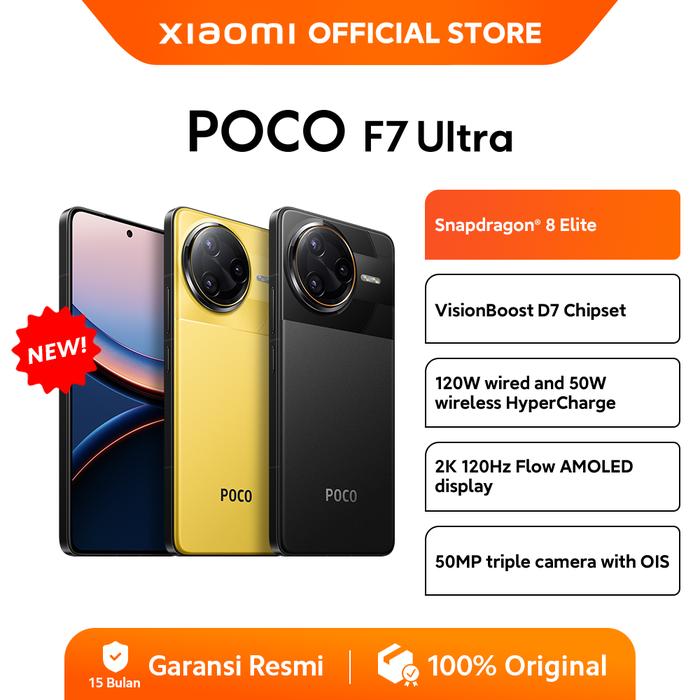 xiaomi OFFICIAL STORE
POCO F7 Ultra
NEW!
POCO
POCO
Snapdragon® 8 Elite
VisionBoost D7 Chipset
120W wired and 50W
wireless HyperCharge
2K 120Hz Flow AMOLED
display
50MP triple camera with OIS
15 Bulan
Garansi Resmi
100% Original